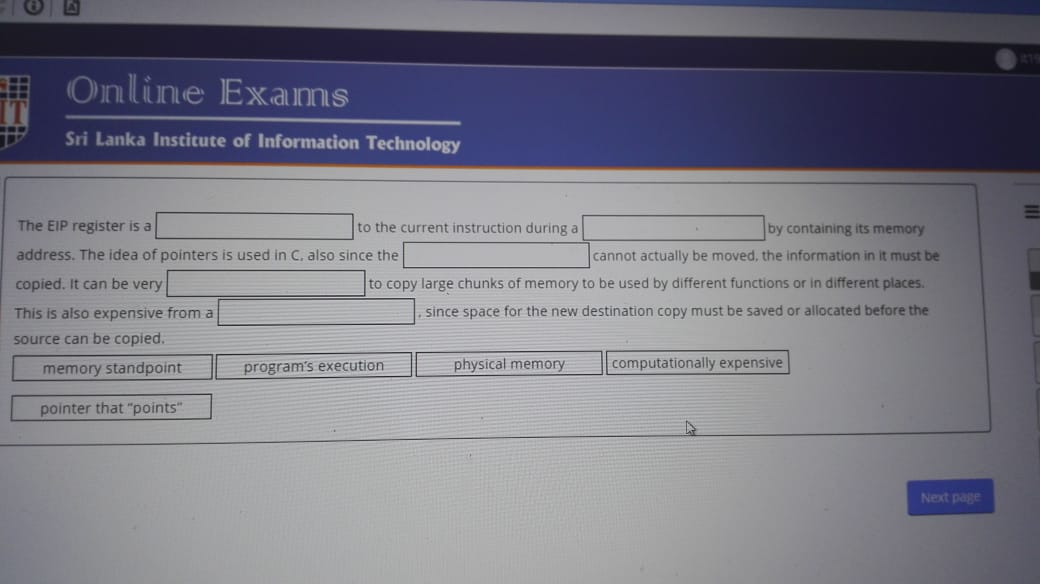 Online Exams
Sri Lanka Institute of Information Technology
The EIP register is a to the current instruction during a by containing its memory
address. The idea of pointers is used in C, also since the cannot actually be moved, the information in it must be
copied. It can be very to copy large chunks of memory to be used by different functions or in different places.
This is also expensive from a , since space for the new destination copy must be saved or allocated before the
source can be copied.
memory standpoint program's execution physical memory computationally expensive
pointer that "points"
Next page